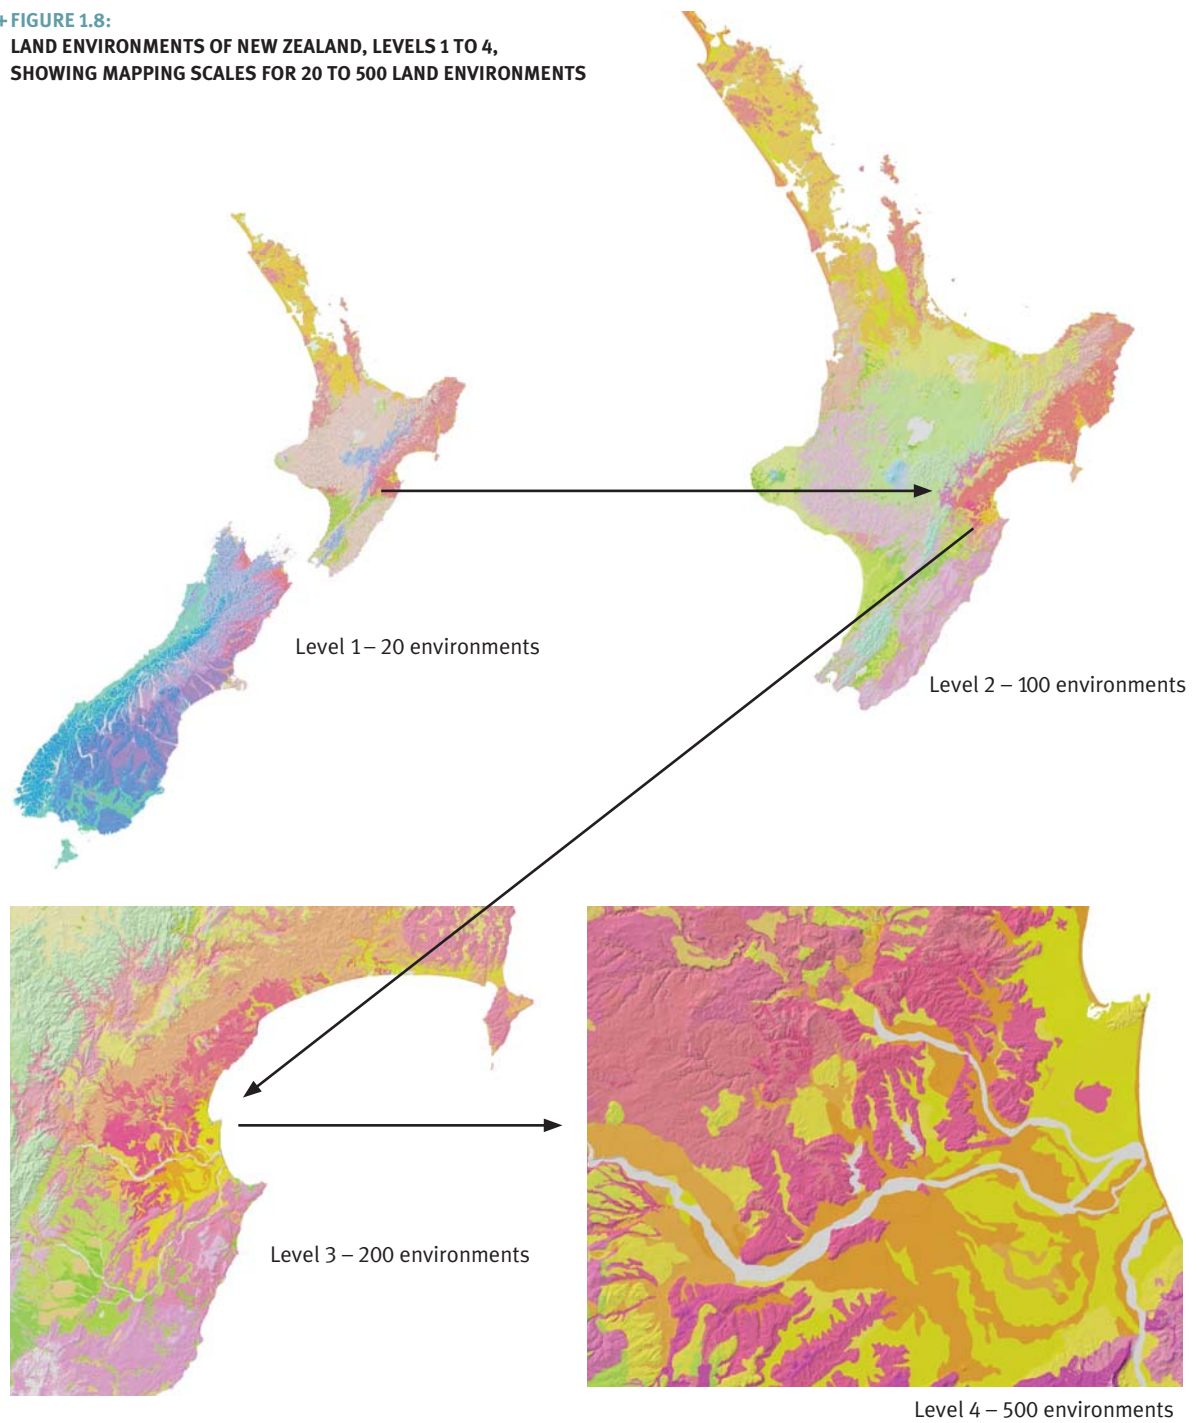 +FIGURE 1.8:
LAND ENVIRONMENTS OF NEW ZEALAND, LEVELS 1 TO 4,
SHOWING MAPPING SCALES FOR 20 TO 500 LAND ENVIRONMENTS
Level 1 – 20 environments
Level 2 – 100 environments
Level 3 – 200 environments
Level 4 – 500 environments